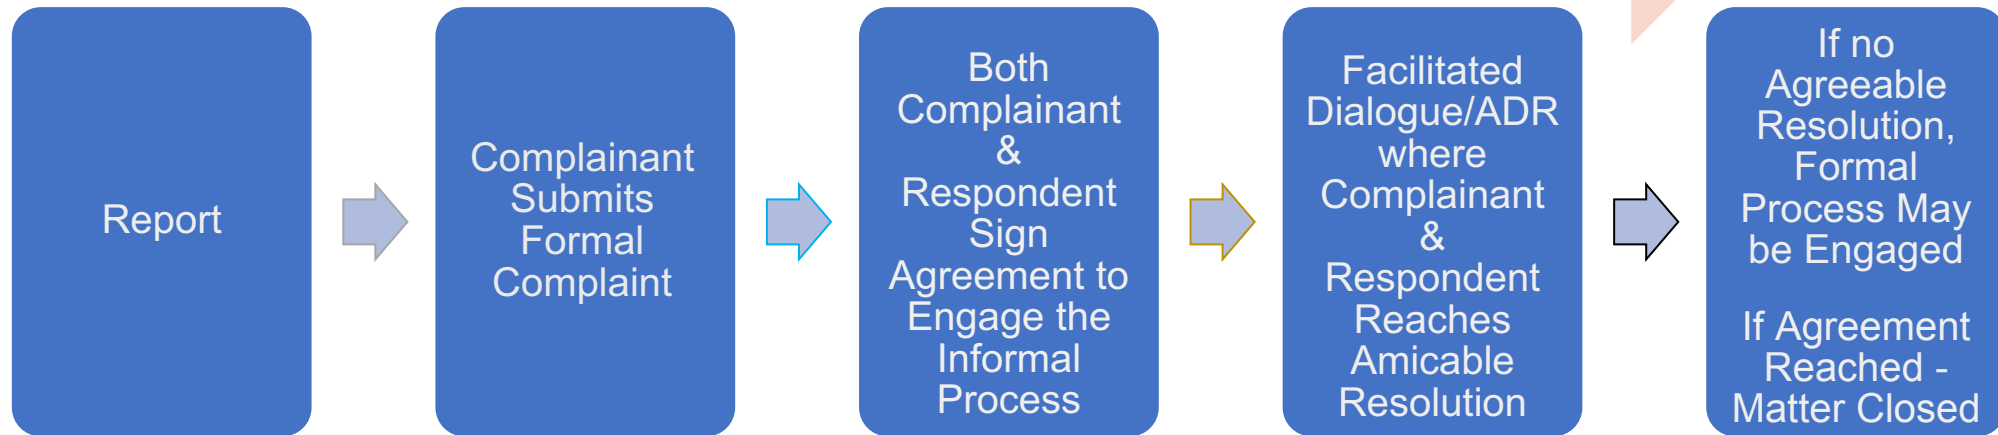 Report
Complainant
Submits
Formal
Complaint
Both
Complainant
&
Respondent
Sign
Agreement to
Engage the
Informal
Process
Facilitated
Dialogue/ADR
where
Complainant
&
Respondent
Reaches
Amicable
Resolution
If no
Agreeable
Resolution,
Formal
Process May
be Engaged
If Agreement
Reached -
Matter Closed